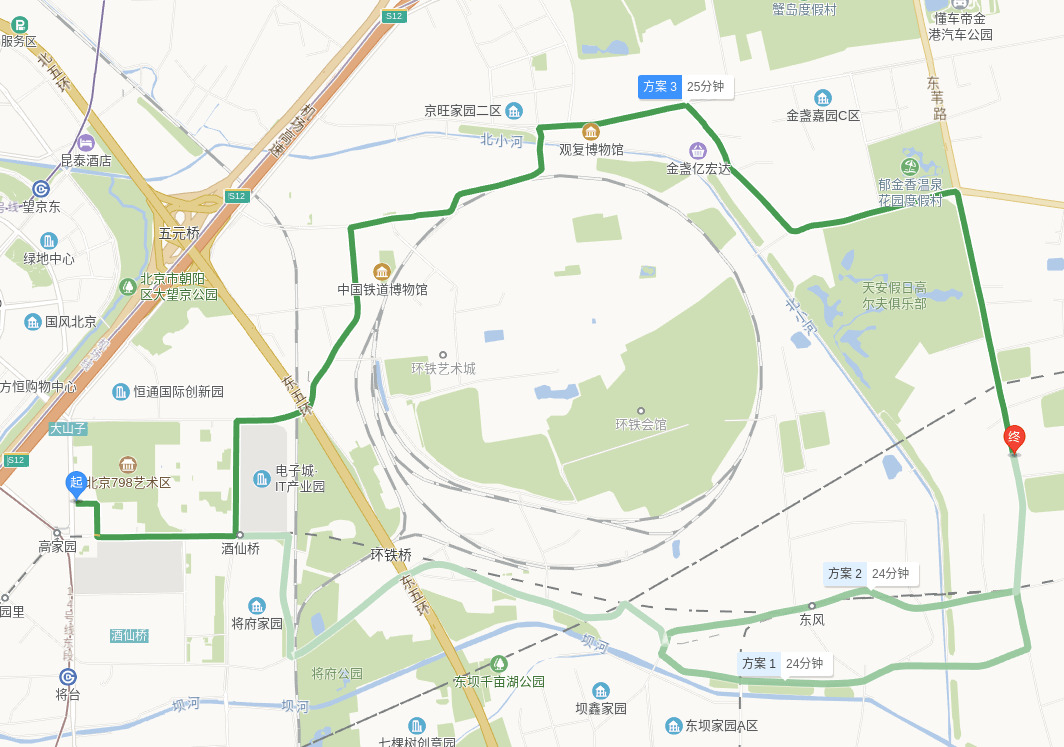 S12
蟹岛度假村
懂车帝金
港汽车公园
服务区
北五环
方案 3
25分钟
东苇路
京旺家园二区
金盏嘉园C区
机场高速
北小河
观复博物馆
昆泰酒店
金盏亿宏达
郁金香温泉
花园度假村
S12
望京东
五元桥
绿地中心
北京市朝阳
区大望京公园
中国铁道博物馆
天安假日高
尔夫俱乐部
北小河
国风北京
环铁艺术城
方恒购物中心
恒通国际创新园
东五环
环铁会馆
大山子
终
S12
起
北京798艺术区
电子城·
IT产业园
高家园
酒仙桥
环铁桥
方案 2
24分钟
东五环
园里
14号线东段
将府家园
东风
酒仙桥
坝河
方案 1
24分钟
将府公园
东坝千亩湖公园
将台
坝河
坝河
坝鑫家园
东坝家园A区
七棵树创意园